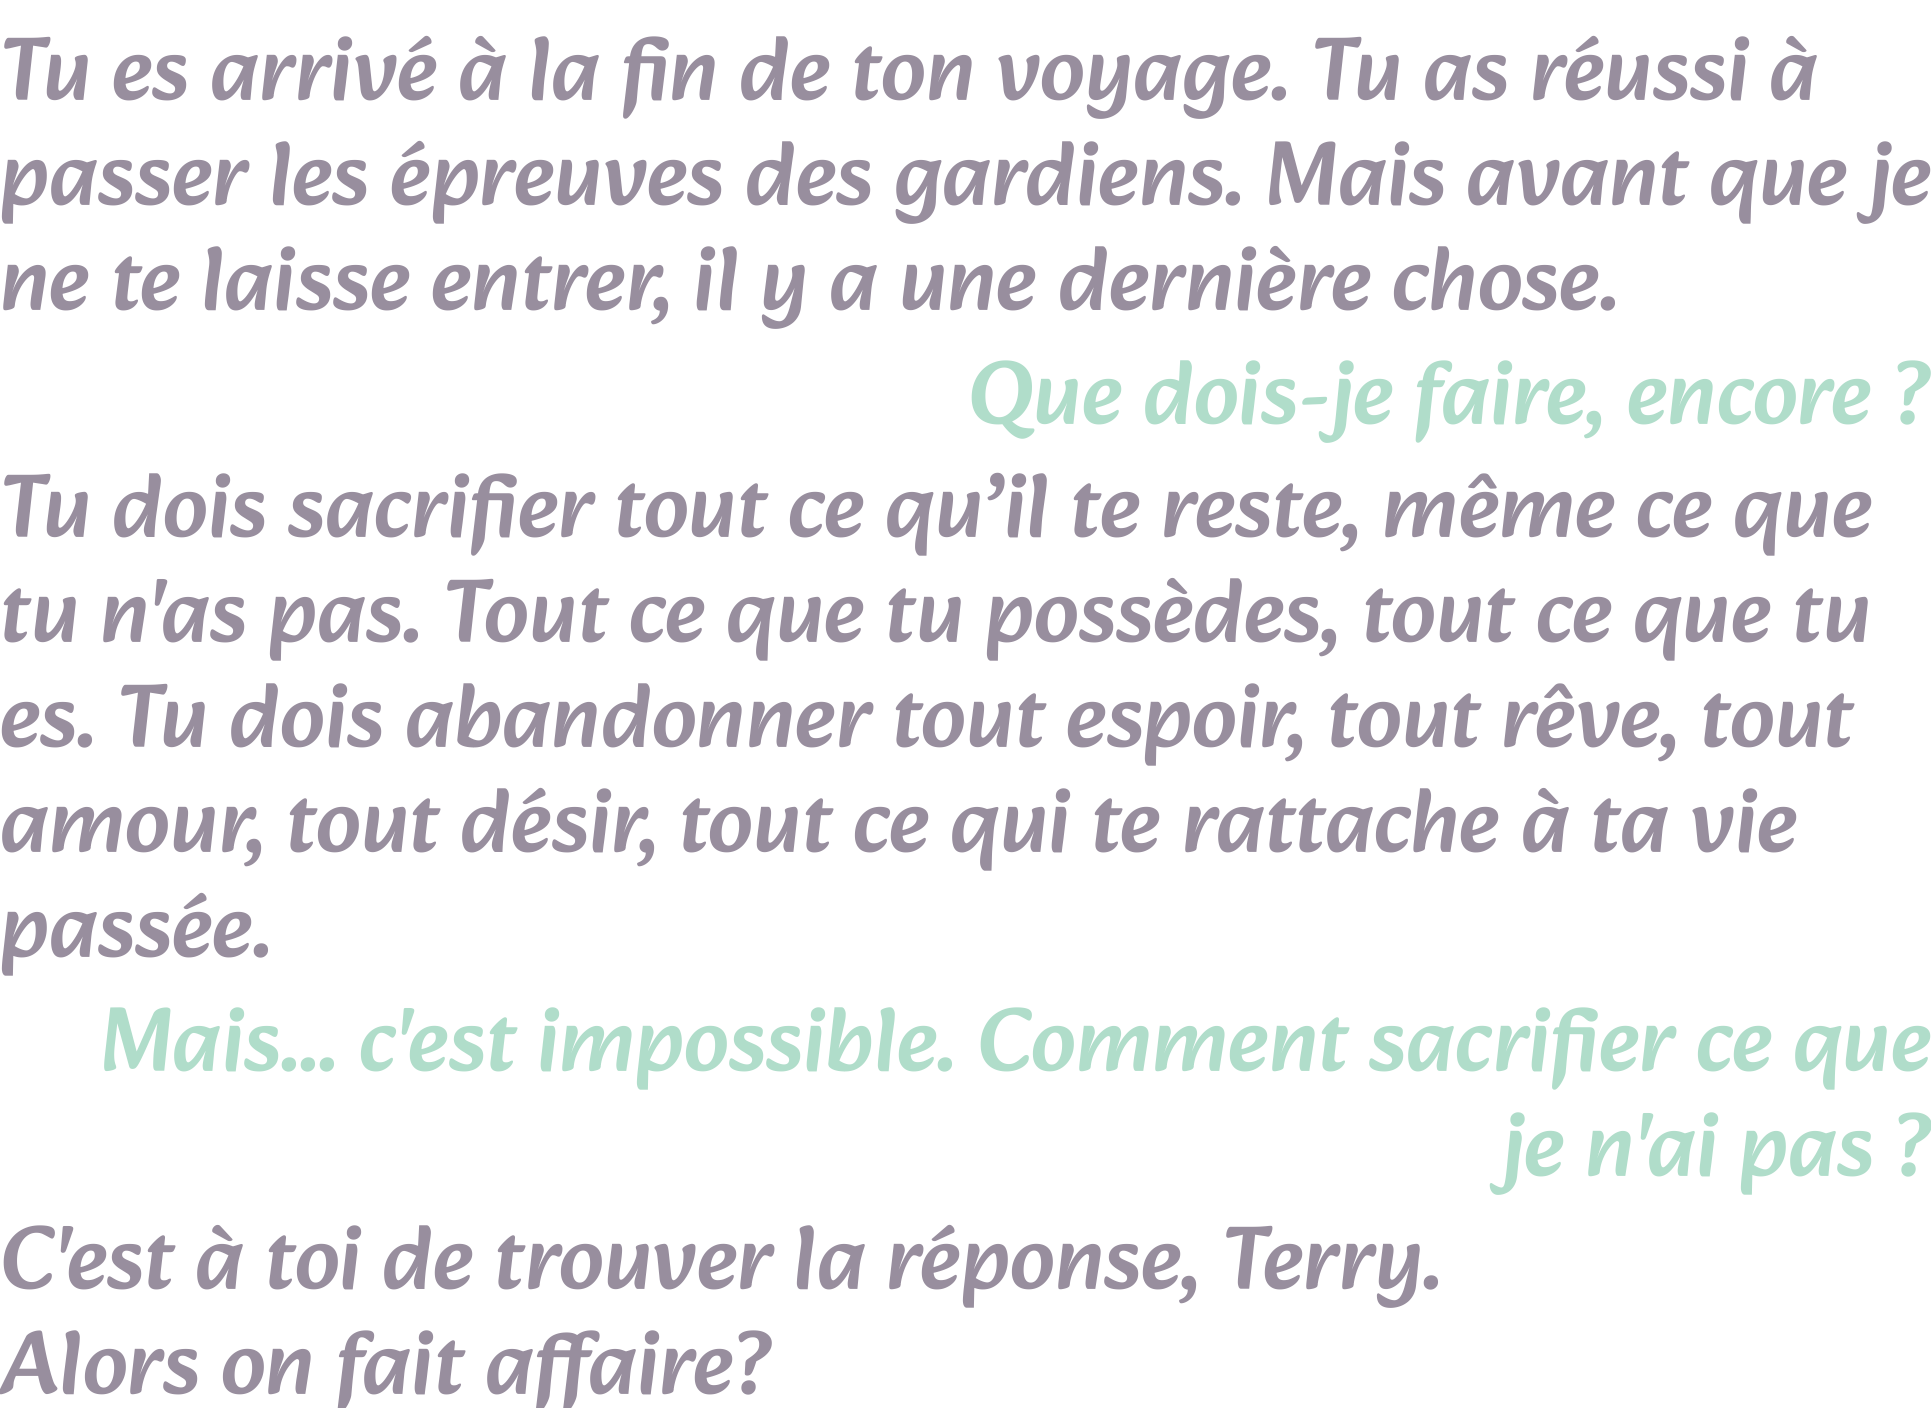 Tu es arrivé à la fin de ton voyage. Tu as réussi à
passer les épreuves des gardiens. Mais avant que je
ne te laisse entrer, il y a une dernière chose.
Que dois-je faire, encore ?
Tu dois sacrifier tout ce qu’il te reste, même ce que
tu n'as pas. Tout ce que tu possèdes, tout ce que tu
es. Tu dois abandonner tout espoir, tout rêve, tout
amour, tout désir, tout ce qui te rattache à ta vie
passée.
Mais... c'est impossible. Comment sacrifier ce que
je n'ai pas ?
C'est à toi de trouver la réponse, Terry.
Alors on fait affaire?